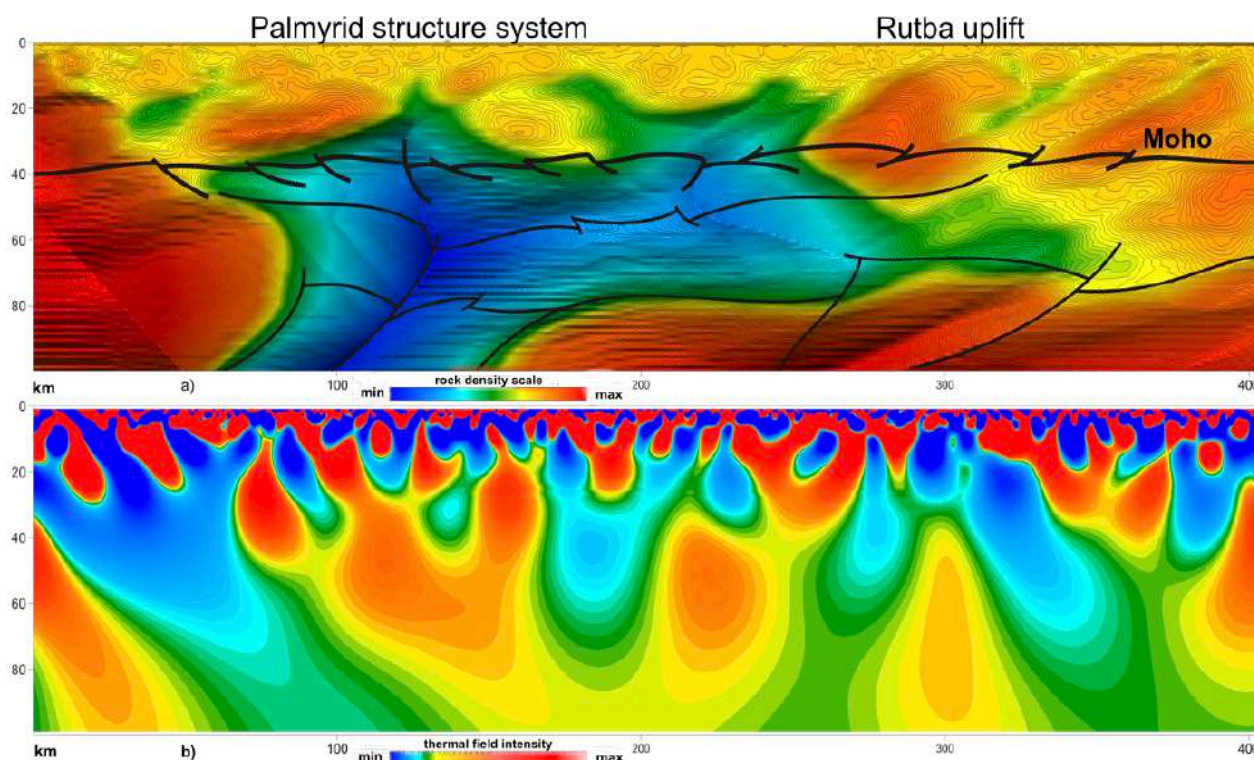 Palmyrid structure system Rutba uplift
0
20
Moho
40
60
80
km a) 100 200 300 400
rock density scale
min max
0
20
40
60
80
km b) 100 200 300 400
thermal field intensity
min max